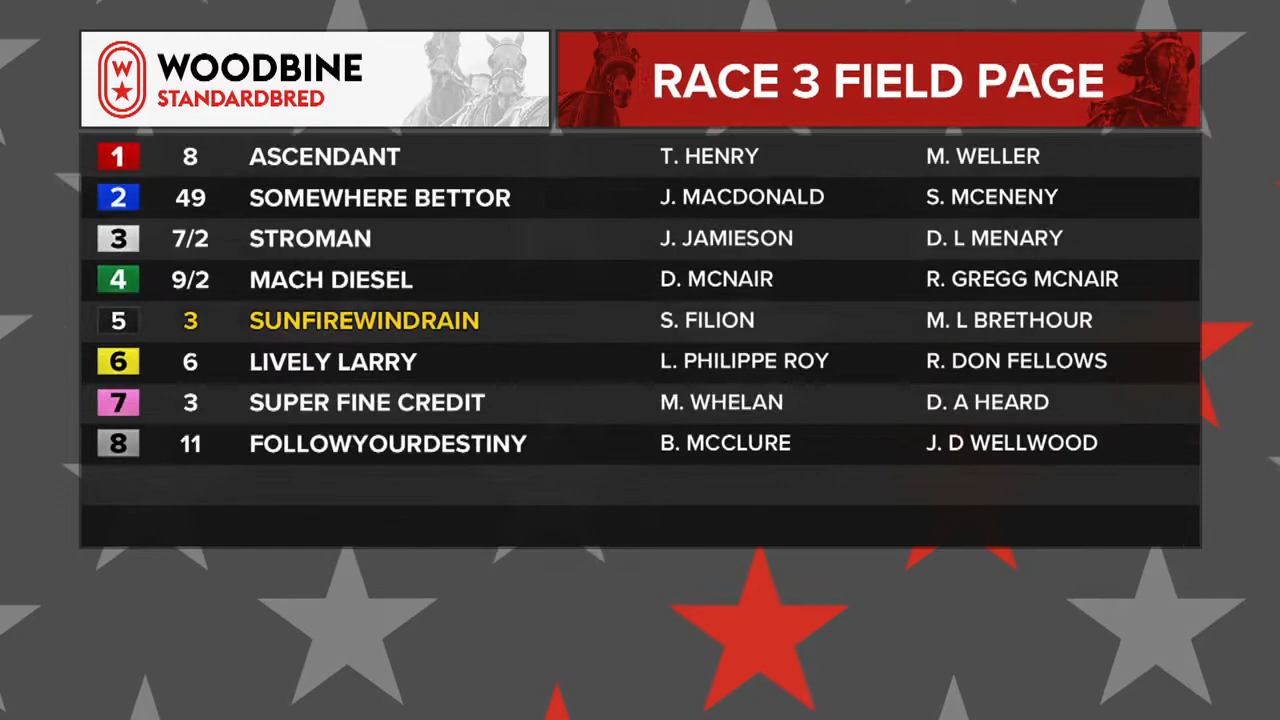 W
WOODBINE
STANDARDBRED
RACE 3 FIELD PAGE
1 8 ASCENDANT T. HENRY M. WELLER
2 49 SOMEWHERE BETTOR J. MACDONALD S. MCENENY
3 7/2 STROMAN J. JAMIESON D. L MENARY
4 9/2 MACH DIESEL D. MCNAIR R. GREGG MCNAIR
5 3 SUNFIREWINDRAIN S. FILION M. L BRETHOUR
6 6 LIVELY LARRY L. PHILIPPE ROY R. DON FELLOWS
7 3 SUPER FINE CREDIT M. WHELAN D. A HEARD
8 11 FOLLOWYOURDESTINY B. MCCLURE J. D WELLWOOD